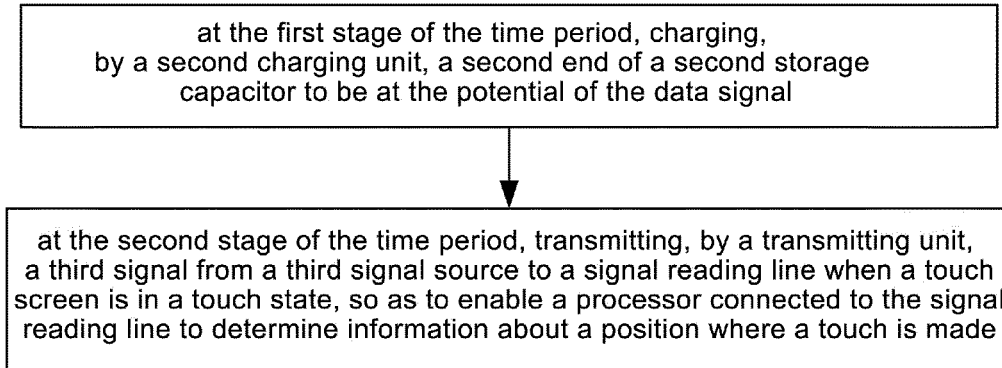 at the first stage of the time period, charging,
by a second charging unit, a second end of a second storage
capacitor to be at the potential of the data signal
at the second stage of the time period, transmitting, by a transmitting unit,
a third signal from a third signal source to a signal reading line when a touch
screen is in a touch state, so as to enable a processor connected to the signal
reading line to determine information about a position where a touch is made